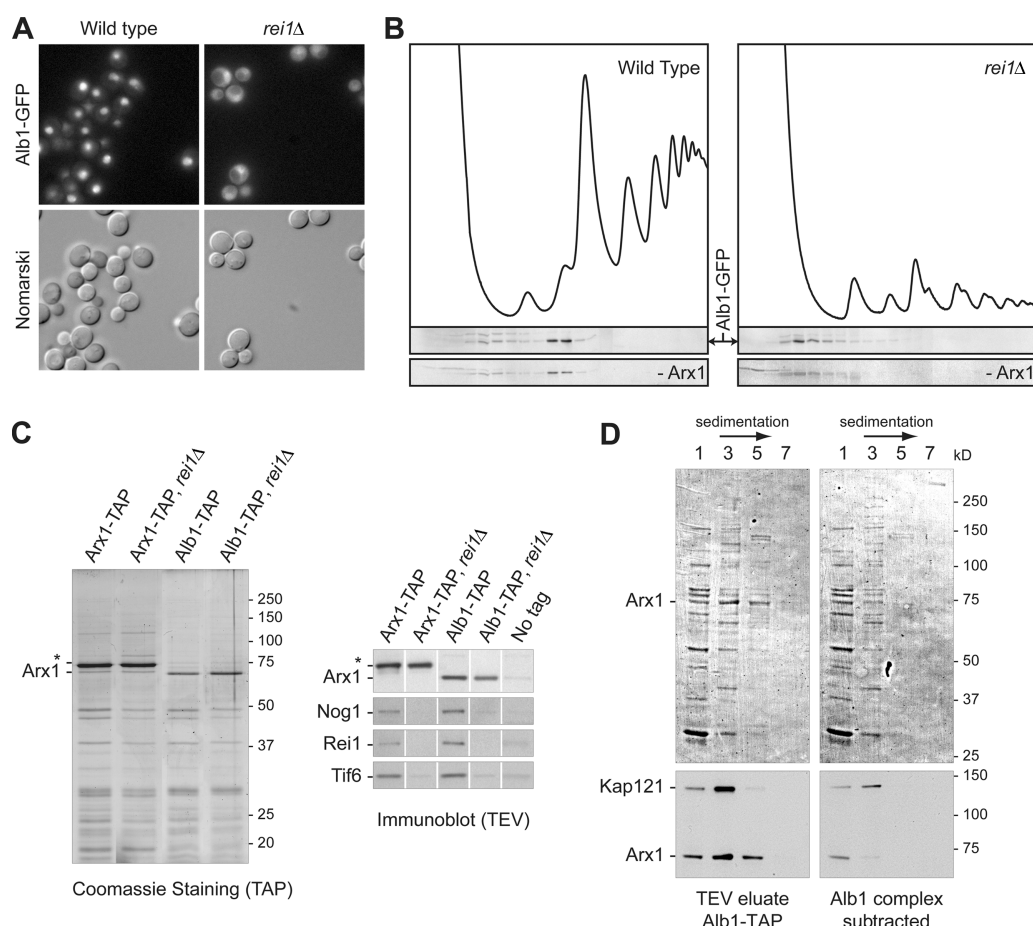 A
Wild type
rei1Δ
Alb1-GFP
Nomarski
B
Wild Type
rei1Δ
Alb1-GFP
- Arx1
- Arx1
C
Arx1-TAP
Arx1-TAP, rei1Δ
Alb1-TAP
Alb1-TAP, rei1Δ
*
Arx1
250
150
100
75
50
37
25
20
Coomassie Staining (TAP)
Arx1-TAP
Arx1-TAP, rei1Δ
Alb1-TAP
Alb1-TAP, rei1Δ
No tag
*
Arx1
Nog1
Rei1
Tif6
Immunoblot (TEV)
D
sedimentation
sedimentation
1 3 5 7
1 3 5 7
kD
250
150
100
75
50
37
25
Arx1
Kap121
Arx1
150
100
75
TEV eluate
Alb1-TAP
Alb1 complex
subtracted